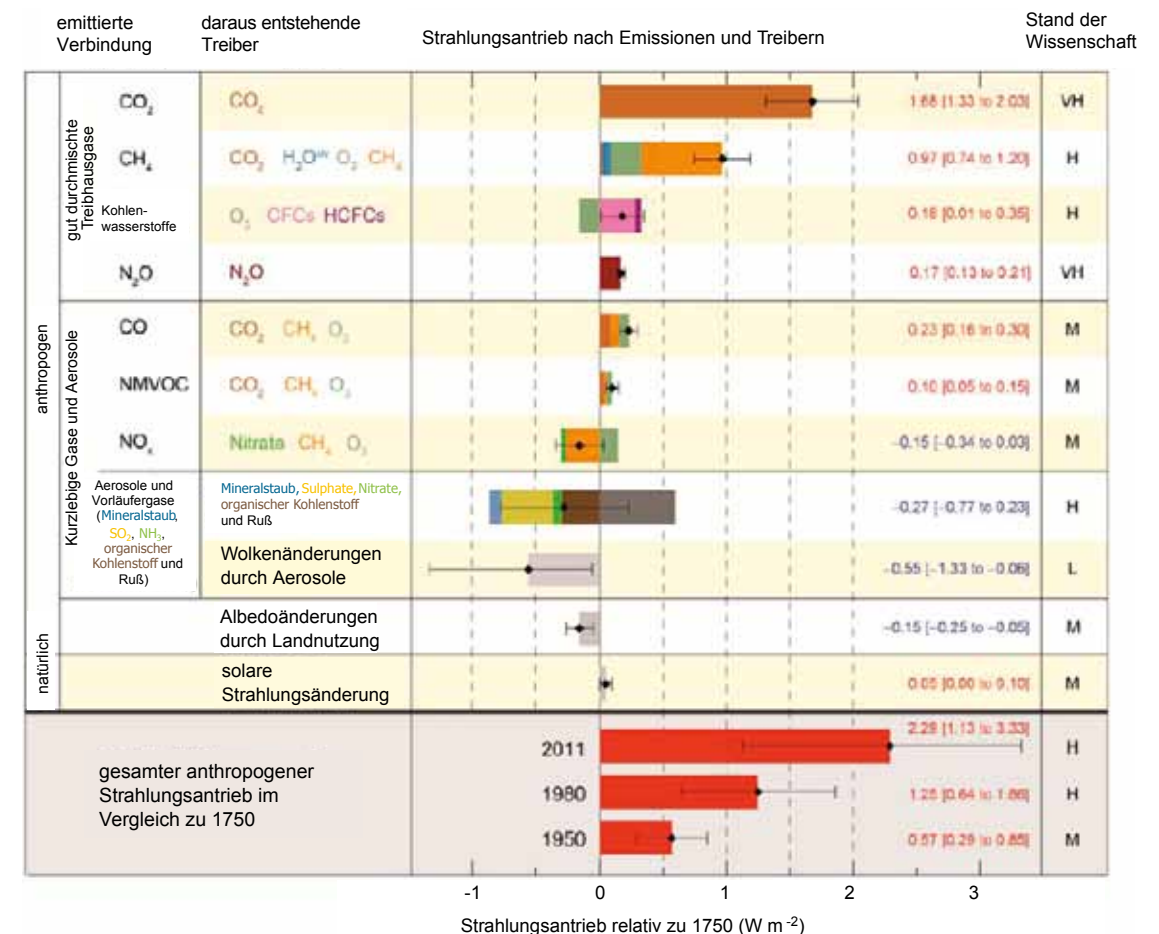 emittierte
Verbindung
daraus entstehende
Treiber
Strahlungsantrieb nach Emissionen und Treibern
Stand der
Wissenschaft
anthropogen
natürlich
gut durchmischte
Treibhausgase
Kurzlebige Gase und Aerosole
CO₂
CO₂
1.68 [1.33 to 2.03]
VH
CH₄
CO₂ H₂Oˢᵗʳ O₃ CH₄
0.97 [0.74 to 1.20]
H
Kohlen-
wasserstoffe
O₃ CFCs HCFCs
0.18 [0.01 to 0.35]
H
N₂O
N₂O
0.17 [0.13 to 0.21]
VH
CO
CO₂ CH₄ O₃
0.23 [0.16 to 0.30]
M
NMVOC
CO₂ CH₄ O₃
0.10 [0.05 to 0.15]
M
NOₓ
Nitrate CH₄ O₃
−0.15 [−0.34 to 0.03]
M
Aerosole und
Vorläufergase
(Mineralstaub,
SO₂, NH₃,
organischer
Kohlenstoff und
Ruß)
Mineralstaub, Sulphate, Nitrate,
organischer Kohlenstoff
und Ruß
−0.27 [−0.77 to 0.23]
H
Wolkenänderungen
durch Aerosole
−0.55 [−1.33 to −0.06]
L
Albedoänderungen
durch Landnutzung
−0.15 [−0.25 to −0.05]
M
solare
Strahlungsänderung
0.05 [0.00 to 0.10]
M
gesamter anthropogener
Strahlungsantrieb im
Vergleich zu 1750
2011
2.29 [1.13 to 3.33]
H
1980
1.25 [0.64 to 1.86]
H
1950
0.57 [0.29 to 0.85]
M
-1 0 1 2 3
Strahlungsantrieb relativ zu 1750 (W m⁻²)